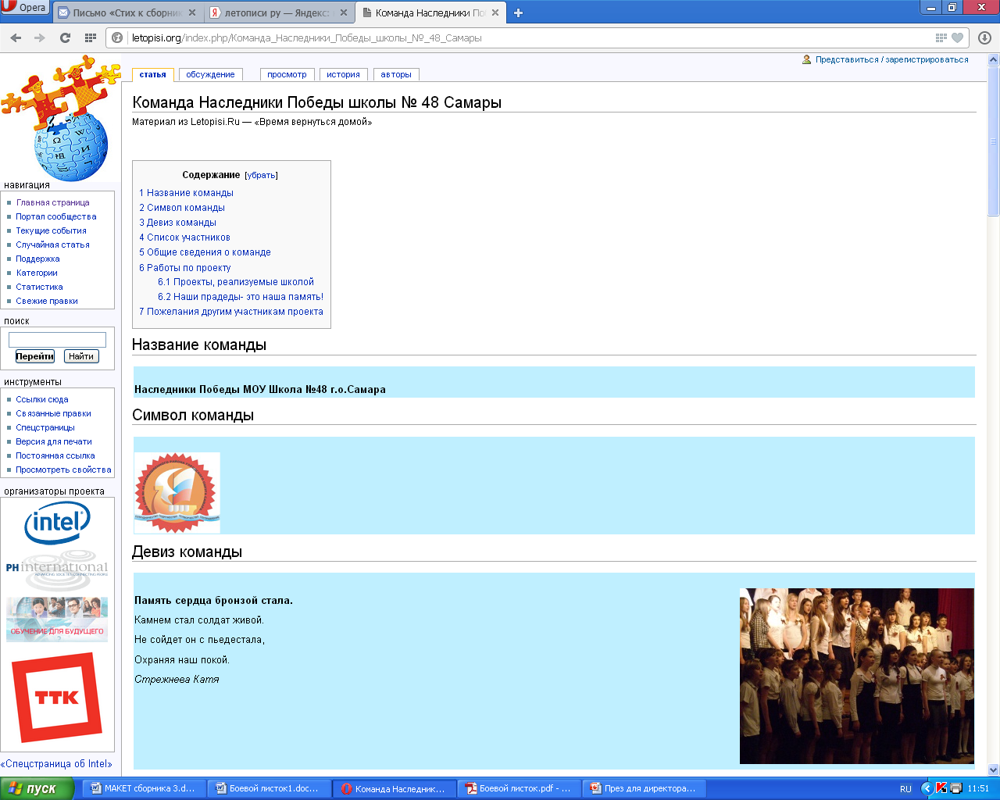 Opera
Письмо «Стих к сборник
летописи ру — Яндекс:
Команда Наследники По
letopisi.org/index.php/Команда_Наследники_Победы_школы_№_48_Самары
Представиться / зарегистрироваться
статья
обсуждение
просмотр
история
авторы
Команда Наследники Победы школы № 48 Самары
Материал из Letopisi.Ru — «Время вернуться домой»
Содержание [убрать]
1 Название команды
2 Символ команды
3 Девиз команды
4 Список участников
5 Общие сведения о команде
6 Работы по проекту
6.1 Проекты, реализуемые школой
6.2 Наши прадеды- это наша память!
7 Пожелания другим участникам проекта
навигация
Главная страница
Портал сообщества
Текущие события
Случайная статья
Поддержка
Категории
Статистика
Свежие правки
поиск
Перейти
Найти
инструменты
Ссылки сюда
Связанные правки
Спецстраницы
Версия для печати
Постоянная ссылка
Просмотреть свойства
организаторы проекта
intel
PH international
ОБУЧЕНИЕ ДЛЯ БУДУЩЕГО
ТТК
«Спецстраница об Intel»
Название команды
Наследники Победы МОУ Школа №48 г.о.Самара
Символ команды
Девиз команды
Память сердца бронзой стала.
Камнем стал солдат живой.
Не сойдет он с пьедестала,
Охраняя наш покой.
Стрежнева Катя
пуск
МАКЕТ сборника 3.d...
Боевой листок1.doc...
Команда Наследник...
Боевой листок.pdf - ...
През для директора...
RU
11:51